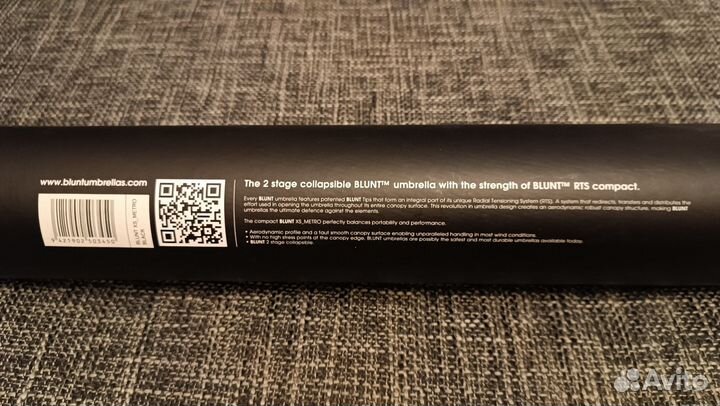 www.bluntumbrellas.com
9 421902 503450
BLUNT XS_METRO
BLACK
The 2 stage collapsible BLUNT™ umbrella with the strength of BLUNT™ RTS compact.
Every BLUNT umbrella features patented BLUNT Tips that form an integral part of its unique Radial Tensioning System (RTS). A system that redirects, transfers and distributes the
effort used in opening the umbrella throughout its entire canopy surface. This revolution in umbrella design creates an aerodynamic robust canopy structure, making BLUNT
umbrellas the ultimate defence against the elements.
The compact BLUNT XS_METRO perfectly balances portability and performance.
• Aerodynamic profile and a taut smooth canopy surface enabling unparalleled handling in most wind conditions.
• With no high stress points at the canopy edge, BLUNT umbrellas are possibly the safest and most durable umbrellas available today.
• BLUNT 2 stage collapsible.
Avito